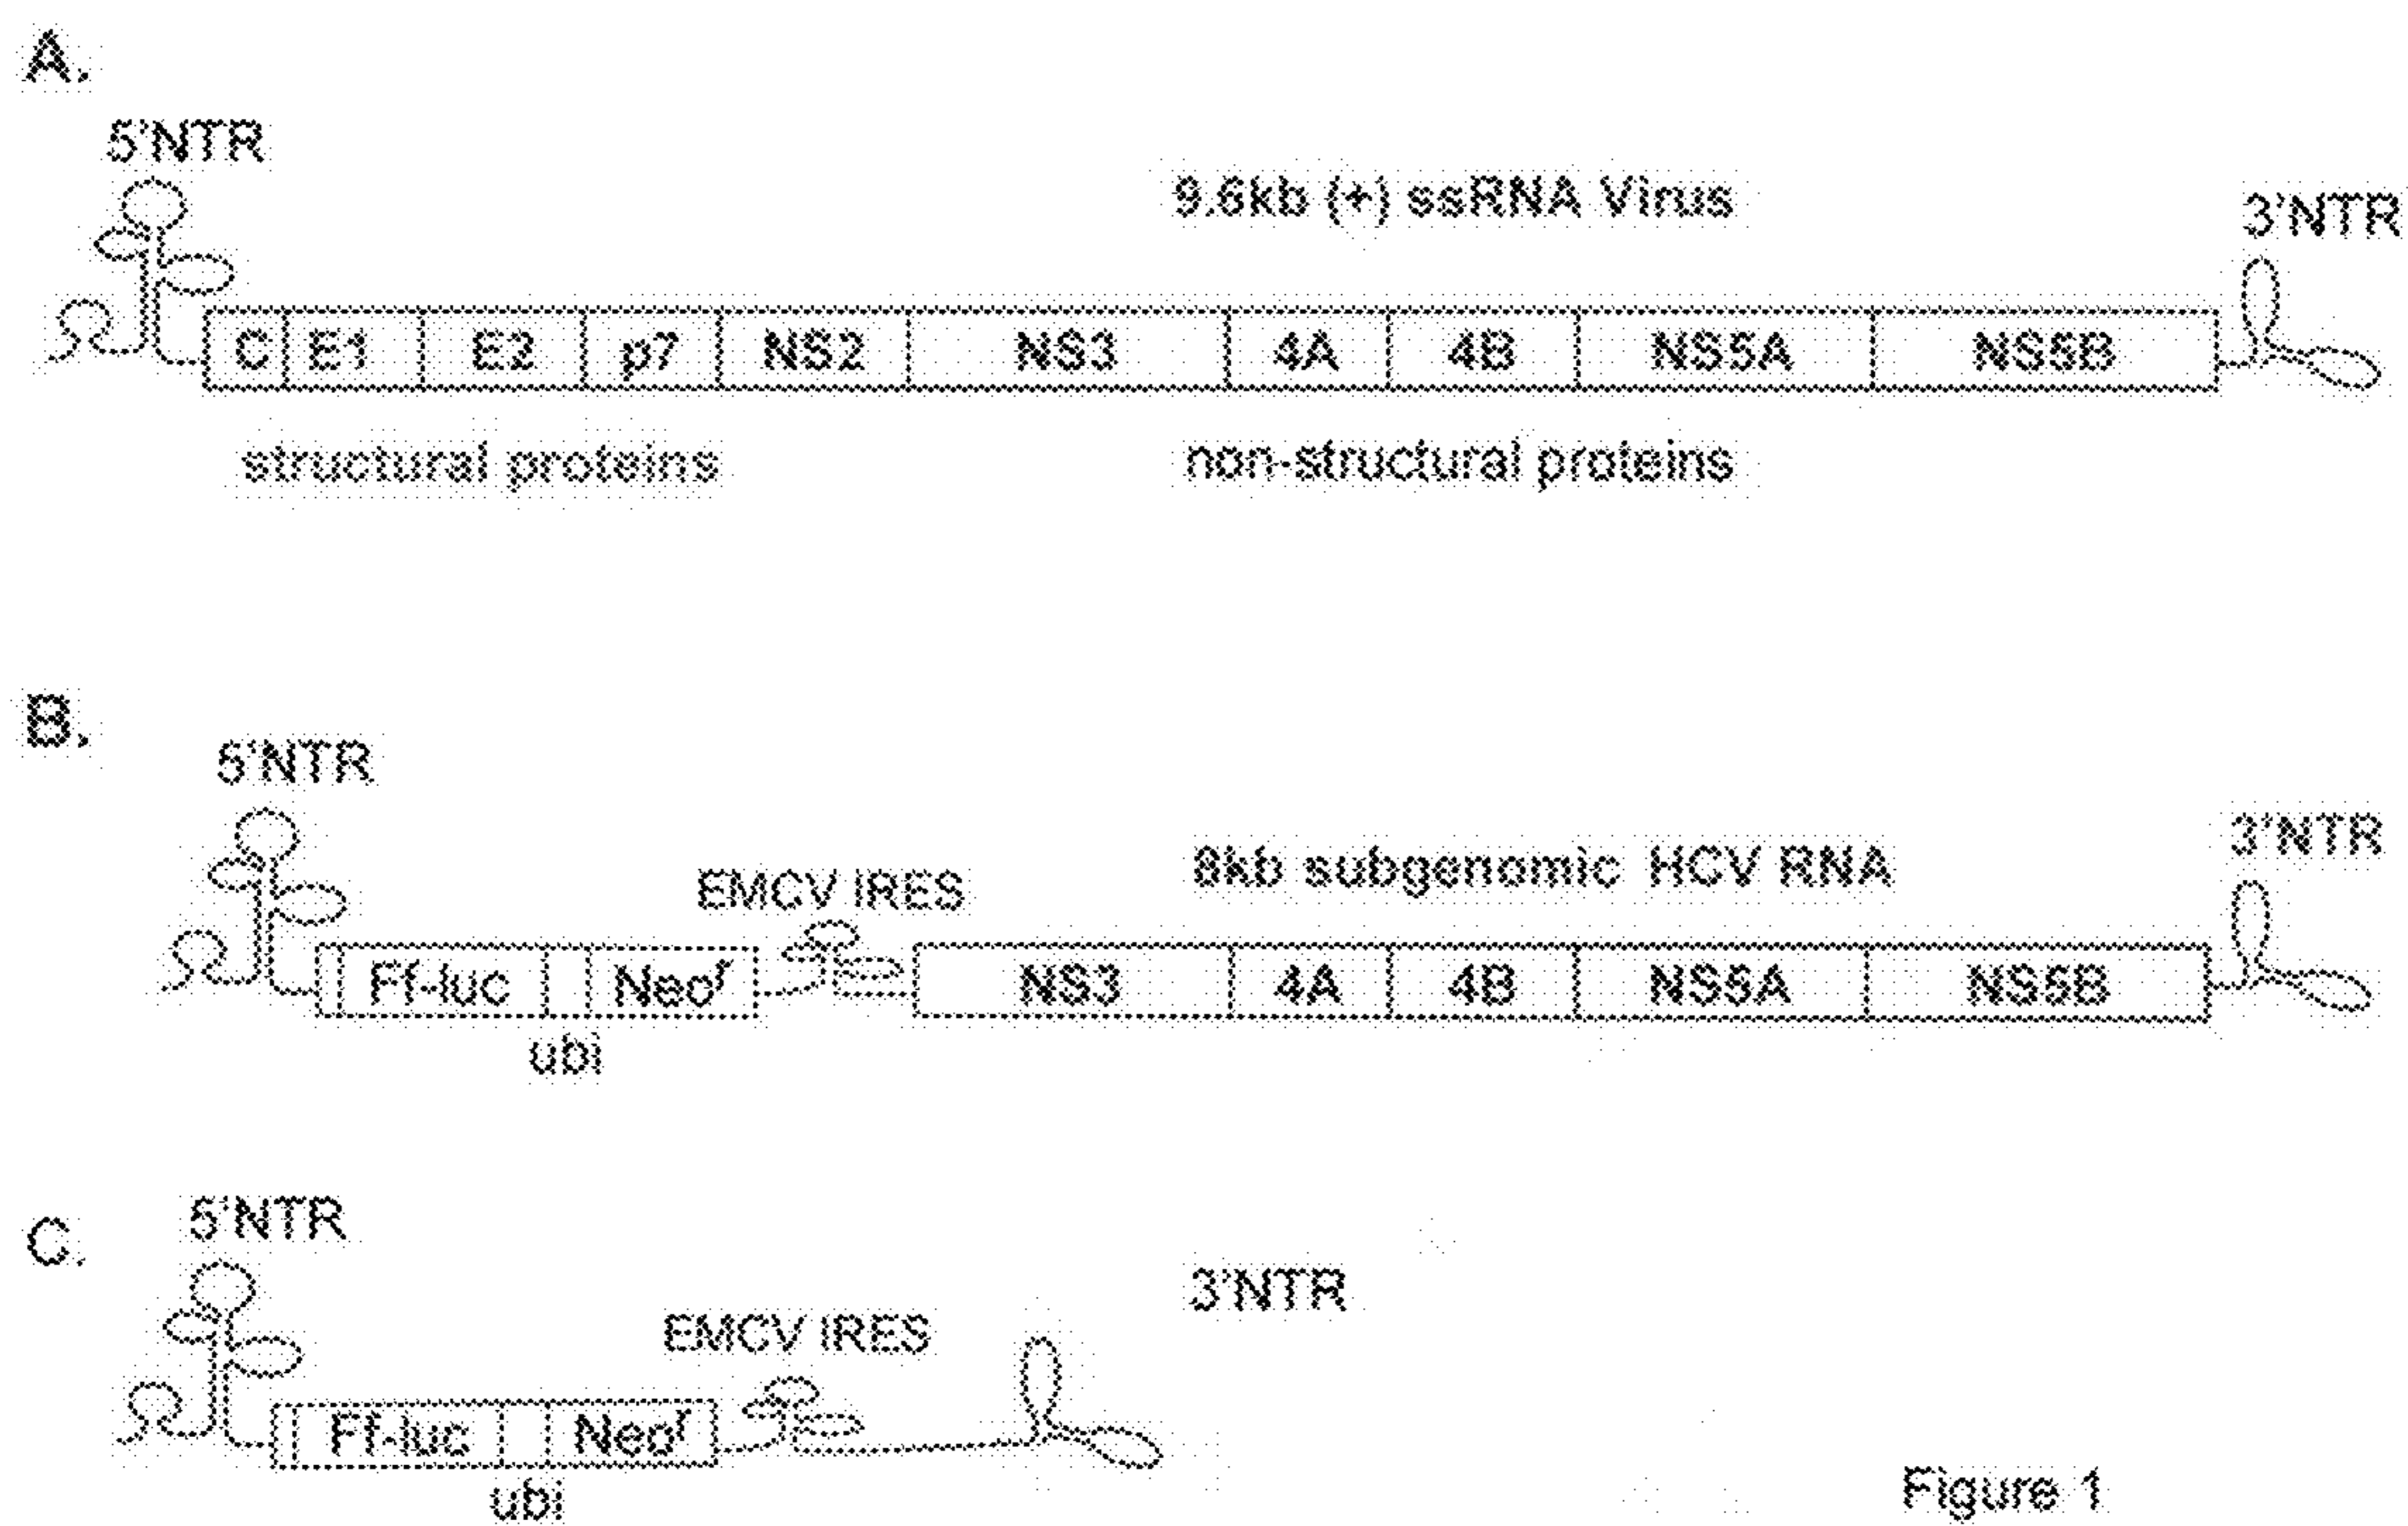 A.
5'NTR
9.6kb (+) ssRNA Virus
3'NTR
C E1 E2 p7 NS2 NS3 4A 4B NS5A NS5B
structural proteins non-structural proteins
B.
5'NTR
EMCV IRES
8kb subgenomic HCV RNA
3'NTR
Ff-luc Neoʳ NS3 4A 4B NS5A NS5B
ubi
C.
5'NTR
EMCV IRES
3'NTR
Ff-luc Neoʳ
ubi
Figure 1